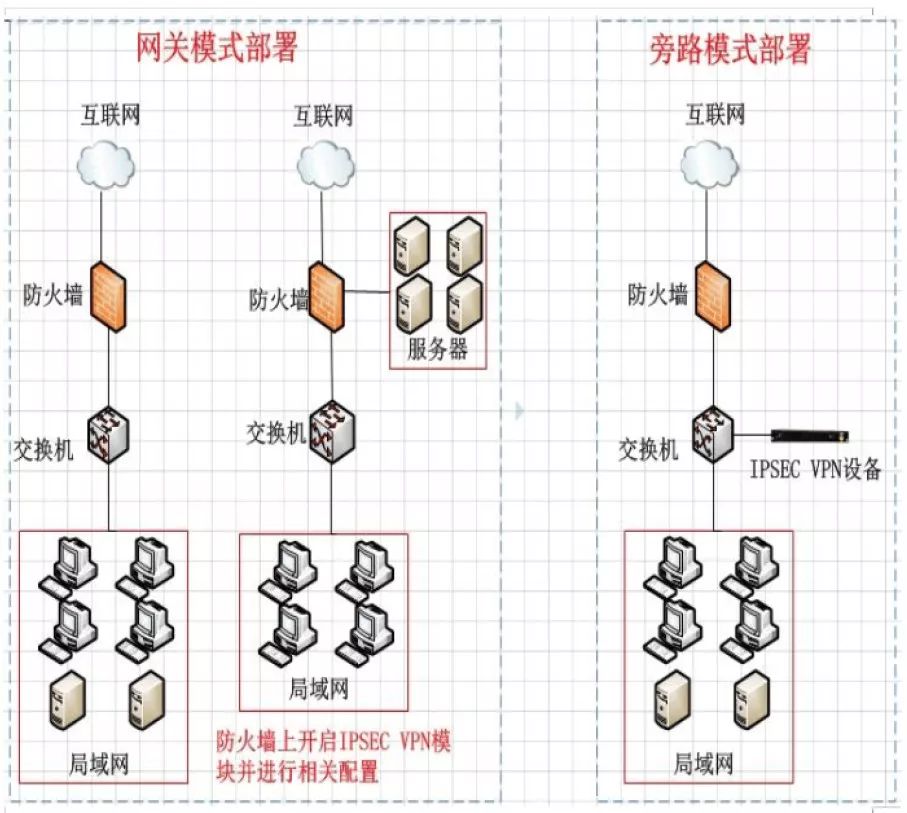 网关模式部署
旁路模式部署
互联网
互联网
互联网
防火墙
防火墙
服务器
防火墙
交换机
交换机
交换机
IPSEC VPN设备
局域网
局域网
局域网
防火墙上开启IPSEC VPN模
块并进行相关配置